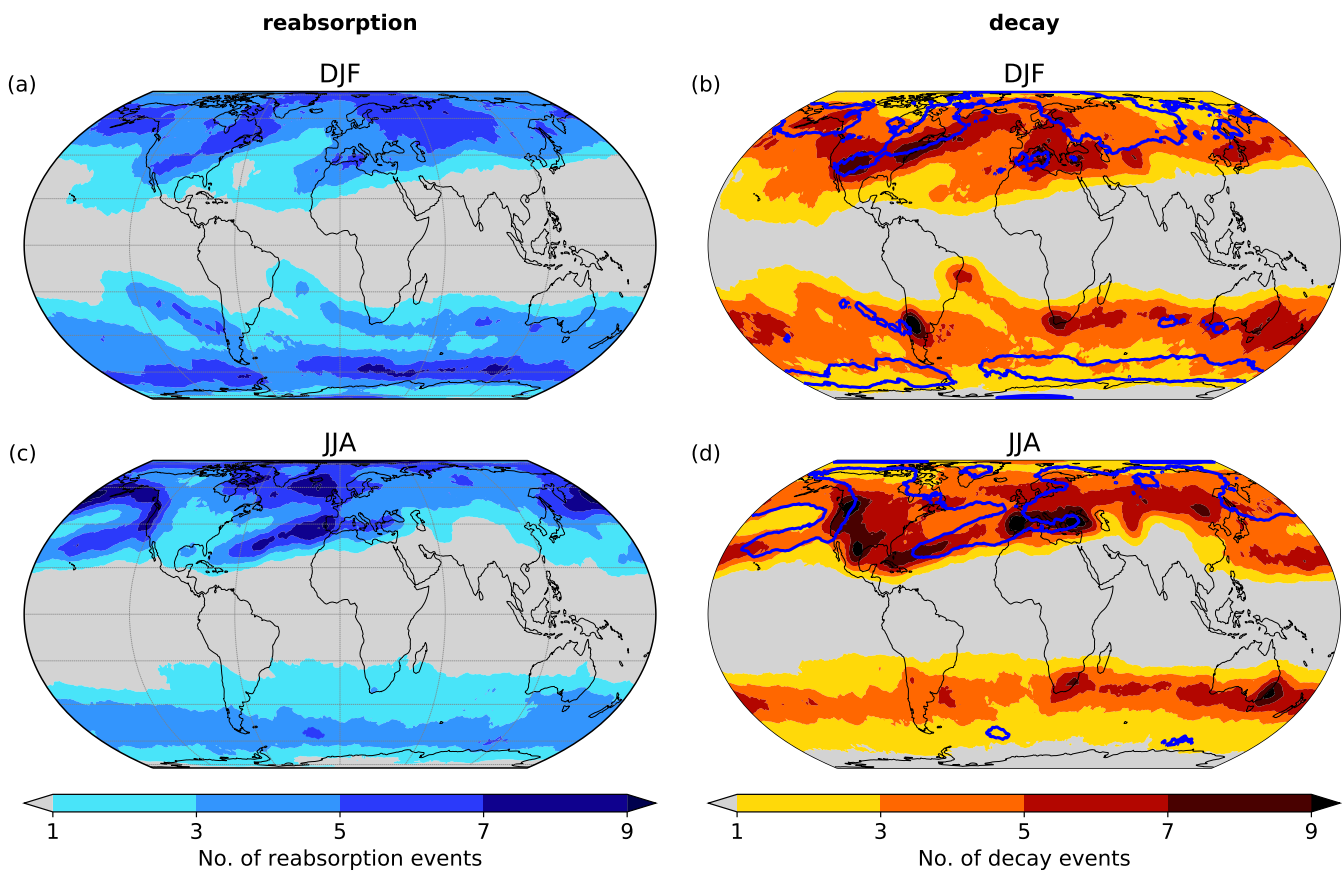 reabsorption
decay
(a)
DJF
(b)
DJF
(c)
JJA
(d)
JJA
1 3 5 7 9
No. of reabsorption events
1 3 5 7 9
No. of decay events